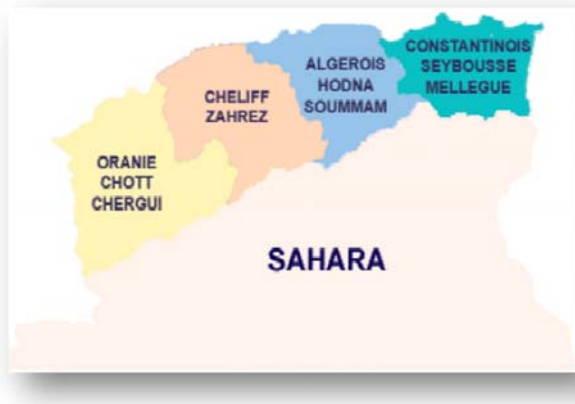 CONSTANTINOIS
SEYBOUSSE
MELLEGUE
ALGEROIS
HODNA
SOUMMAM
CHELIFF
ZAHREZ
ORANIE
CHOTT
CHERGUI
SAHARA